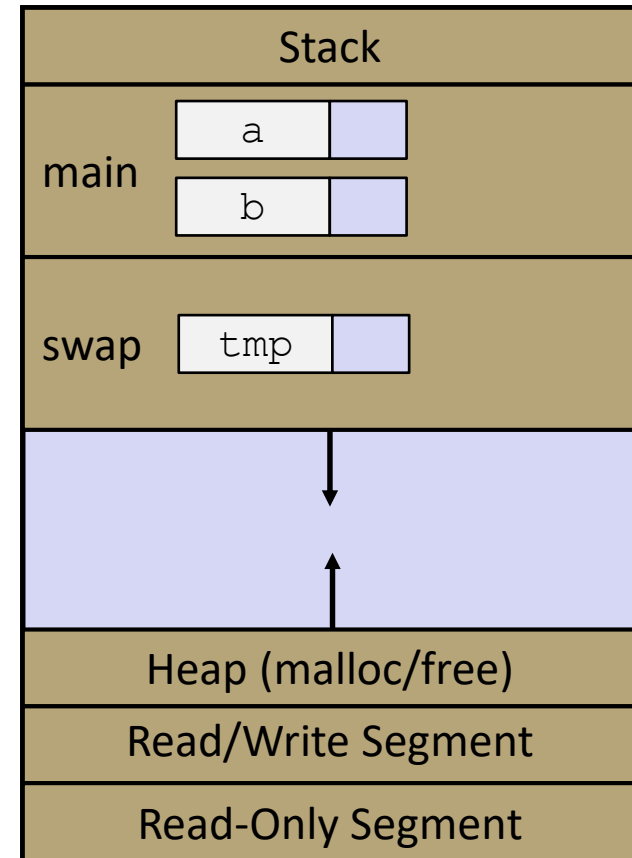 Stack
main
a
b
swap
tmp
Heap (malloc/free)
Read/Write Segment
Read-Only Segment